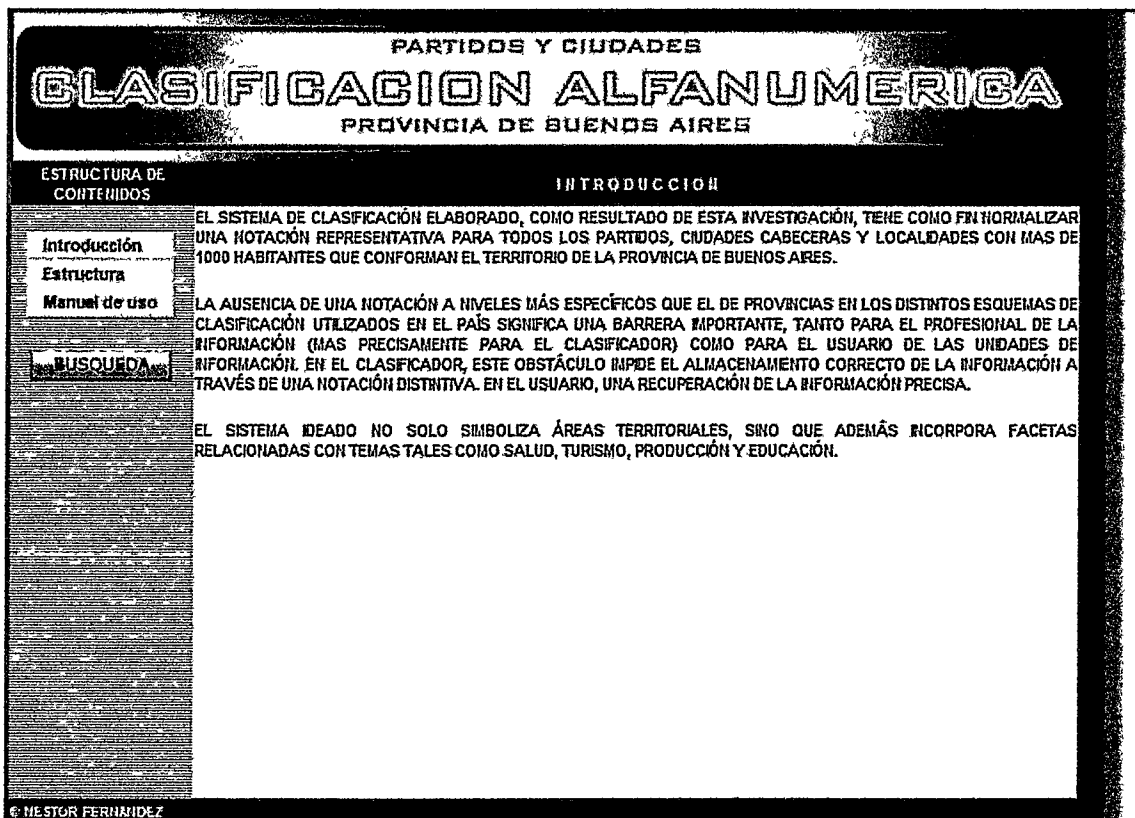 PARTIDOS Y CIUDADES
CLASIFICACION ALFANUMERICA
PROVINCIA DE BUENOS AIRES
ESTRUCTURA DE
CONTENIDOS
INTRODUCCION
Introducción
Estructura
Manual de uso
BUSQUEDA
EL SISTEMA DE CLASIFICACIÓN ELABORADO, COMO RESULTADO DE ESTA INVESTIGACIÓN, TIENE COMO FIN NORMALIZAR
UNA NOTACIÓN REPRESENTATIVA PARA TODOS LOS PARTIDOS, CIUDADES CABECERAS Y LOCALIDADES CON MAS DE
1000 HABITANTES QUE CONFORMAN EL TERRITORIO DE LA PROVINCIA DE BUENOS AIRES.
LA AUSENCIA DE UNA NOTACIÓN A NIVELES MÁS ESPECÍFICOS QUE EL DE PROVINCIAS EN LOS DISTINTOS ESQUEMAS DE
CLASIFICACIÓN UTILIZADOS EN EL PAÍS SIGNIFICA UNA BARRERA IMPORTANTE, TANTO PARA EL PROFESIONAL DE LA
INFORMACIÓN (MAS PRECISAMENTE PARA EL CLASIFICADOR) COMO PARA EL USUARIO DE LAS UNIDADES DE
INFORMACIÓN. EN EL CLASIFICADOR, ESTE OBSTÁCULO IMPIDE EL ALMACENAMIENTO CORRECTO DE LA INFORMACIÓN A
TRAVÉS DE UNA NOTACIÓN DISTINTIVA. EN EL USUARIO, UNA RECUPERACIÓN DE LA INFORMACIÓN PRECISA.
EL SISTEMA IDEADO NO SOLO SIMBOLIZA ÁREAS TERRITORIALES, SINO QUE ADEMÁS INCORPORA FACETAS
RELACIONADAS CON TEMAS TALES COMO SALUD, TURISMO, PRODUCCIÓN Y EDUCACIÓN.
© NESTOR FERNANDEZ